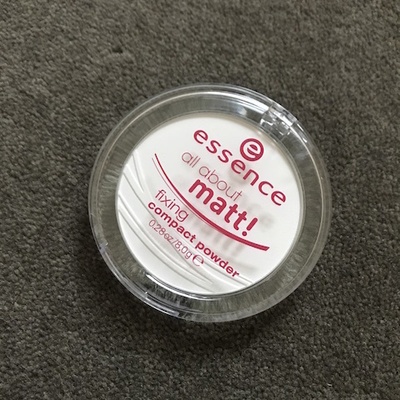 essence
all about
matt!
fixing
compact powder
0.28oz/8.0g ℮